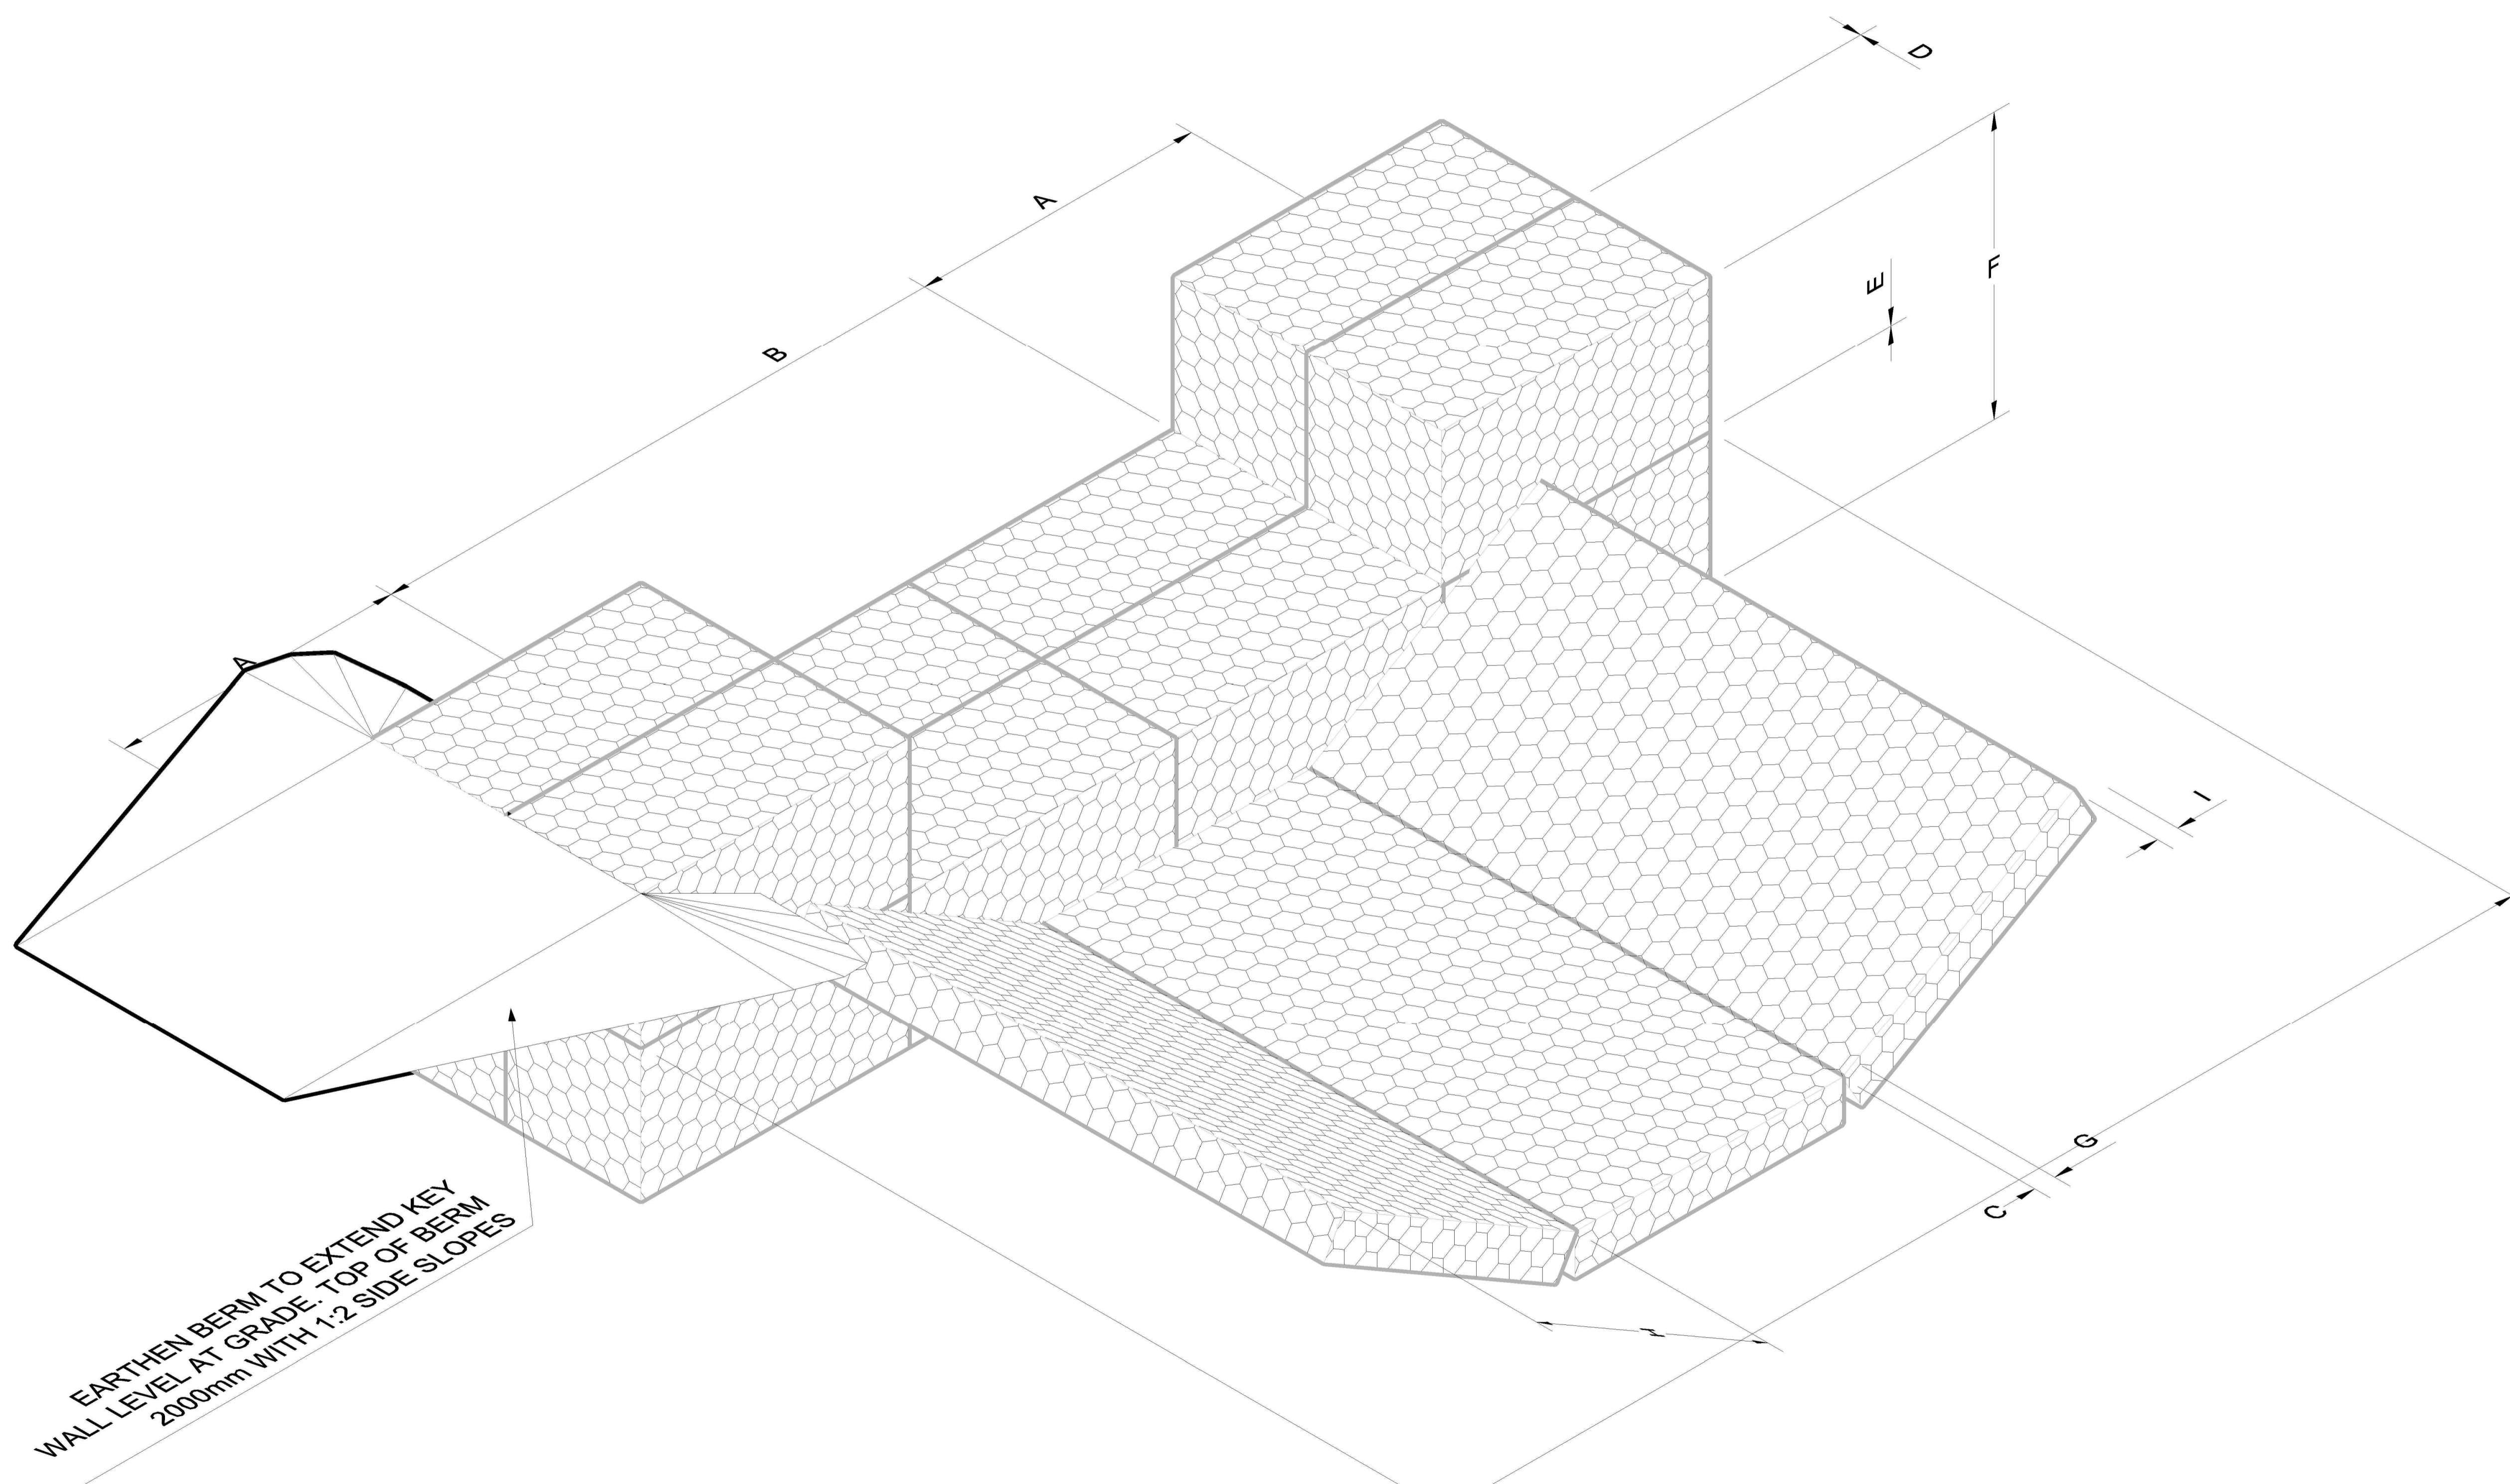 D
A
F
E
B
A
I
G
C
H
EARTHEN BERM TO EXTEND KEY
WALL LEVEL AT GRADE. TOP OF BERM
2000mm WITH 1:2 SIDE SLOPES